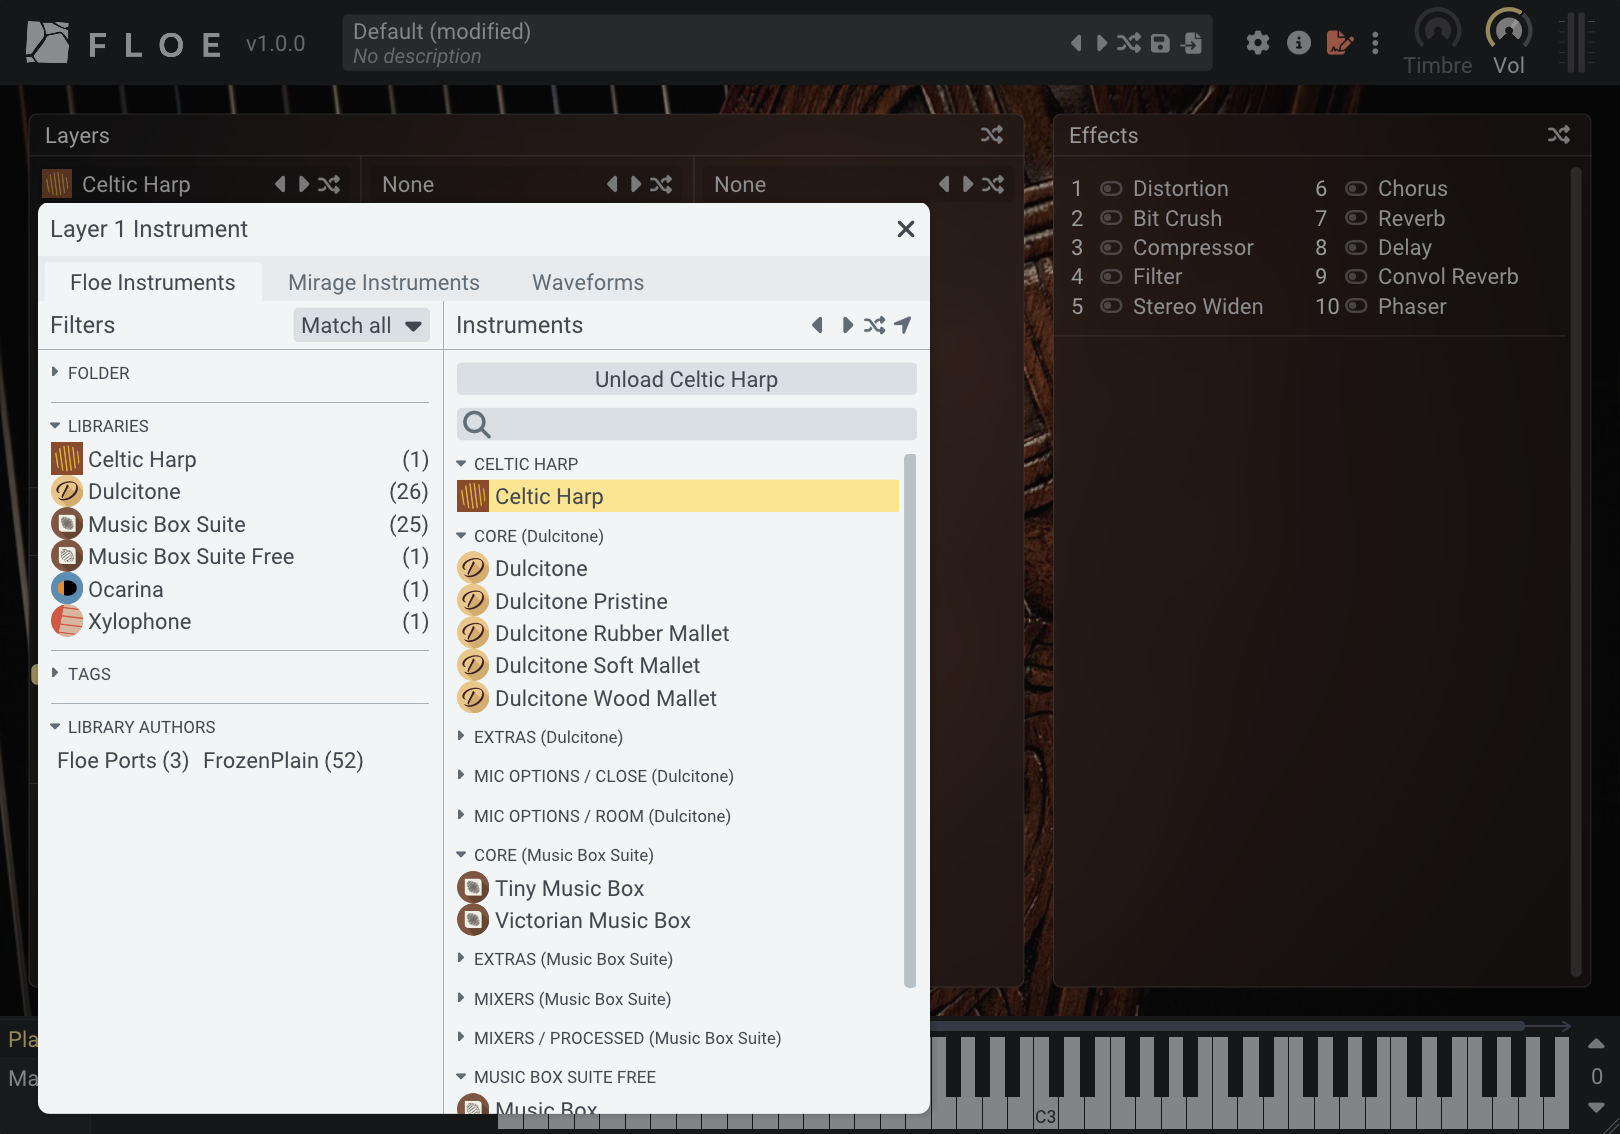 FLOE v1.0.0
Default (modified)
No description
Timbre
Vol
Layers
Celtic Harp
None
None
Effects
1 Distortion
2 Bit Crush
3 Compressor
4 Filter
5 Stereo Widen
6 Chorus
7 Reverb
8 Delay
9 Convol Reverb
10 Phaser
Layer 1 Instrument
Floe Instruments
Mirage Instruments
Waveforms
Filters
Match all
FOLDER
LIBRARIES
Celtic Harp (1)
Dulcitone (26)
Music Box Suite (25)
Music Box Suite Free (1)
Ocarina (1)
Xylophone (1)
TAGS
LIBRARY AUTHORS
Floe Ports (3) FrozenPlain (52)
Instruments
Unload Celtic Harp
CELTIC HARP
Celtic Harp
CORE (Dulcitone)
Dulcitone
Dulcitone Pristine
Dulcitone Rubber Mallet
Dulcitone Soft Mallet
Dulcitone Wood Mallet
EXTRAS (Dulcitone)
MIC OPTIONS / CLOSE (Dulcitone)
MIC OPTIONS / ROOM (Dulcitone)
CORE (Music Box Suite)
Tiny Music Box
Victorian Music Box
EXTRAS (Music Box Suite)
MIXERS (Music Box Suite)
MIXERS / PROCESSED (Music Box Suite)
MUSIC BOX SUITE FREE
Music Box
Pla
Ma
C3
0